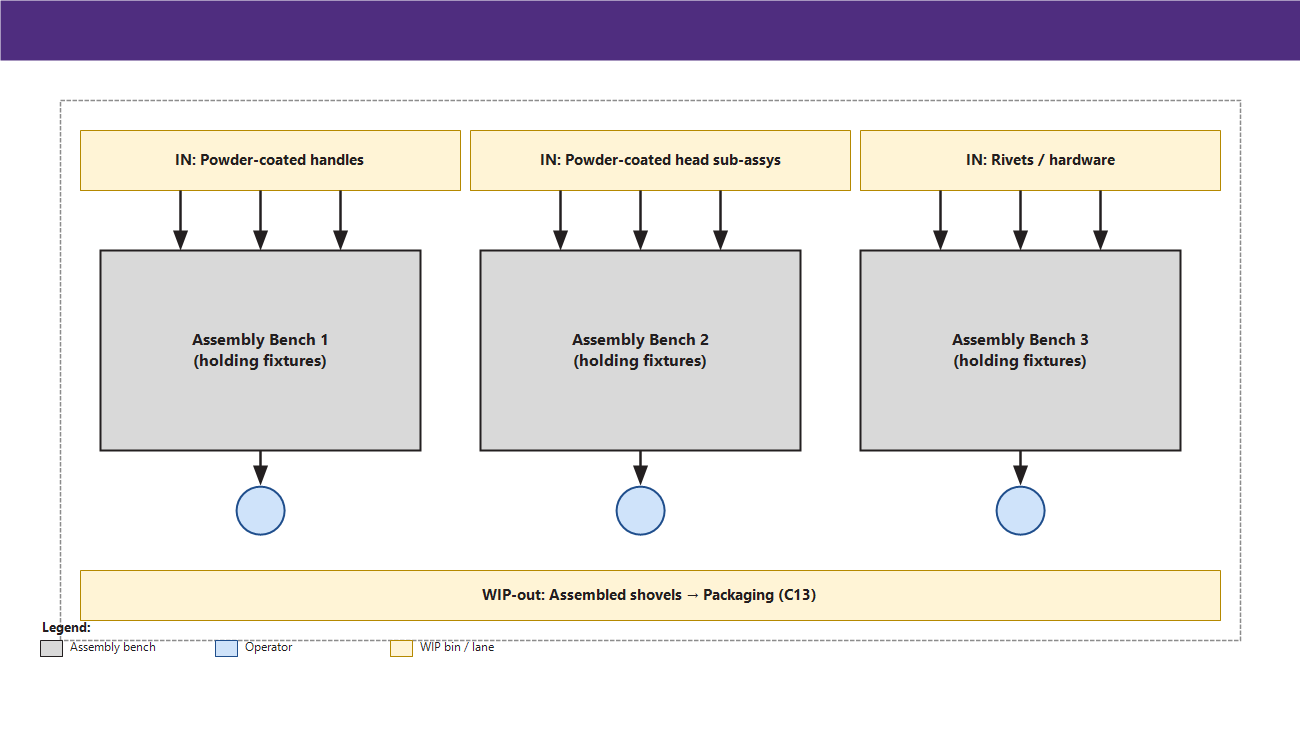 IN: Powder-coated handles
IN: Powder-coated head sub-assys
IN: Rivets / hardware
Assembly Bench 1
(holding fixtures)
Assembly Bench 2
(holding fixtures)
Assembly Bench 3
(holding fixtures)
WIP-out: Assembled shovels → Packaging (C13)
Legend:
Assembly bench
Operator
WIP bin / lane